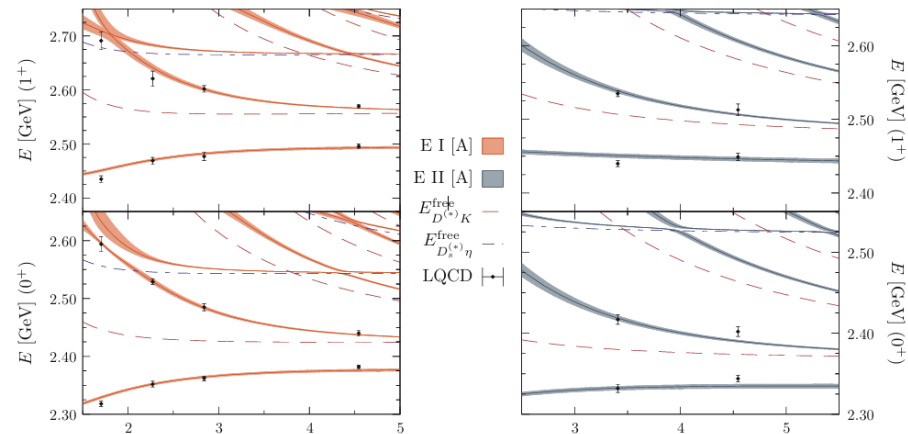 2.70
2.60
2.50
2.40
E [GeV] (1⁺)
2.60
2.50
2.40
E [GeV] (1⁺)
E I [A]
E II [A]
E^free_D(*)K
E^free_Ds(*)η
LQCD
2.60
2.50
2.40
2.30
E [GeV] (0⁺)
2.60
2.50
2.40
2.30
E [GeV] (0⁺)
2 3 4 5
3 4 5